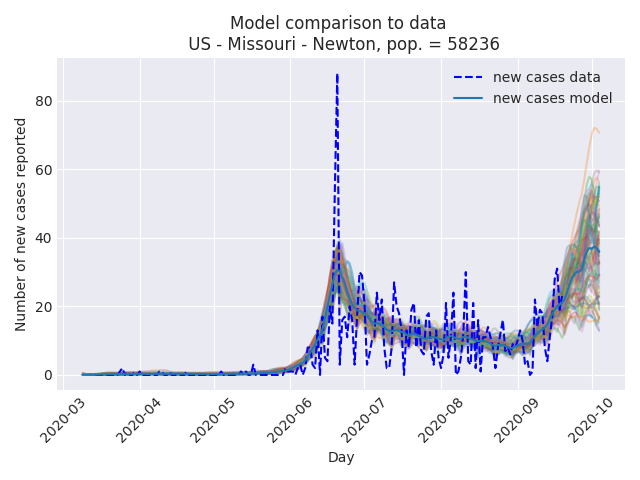 Model comparison to data
US - Missouri - Newton, pop. = 58236
new cases data
new cases model
Number of new cases reported
80
60
40
20
0
2020-03
2020-04
2020-05
2020-06
2020-07
2020-08
2020-09
2020-10
Day